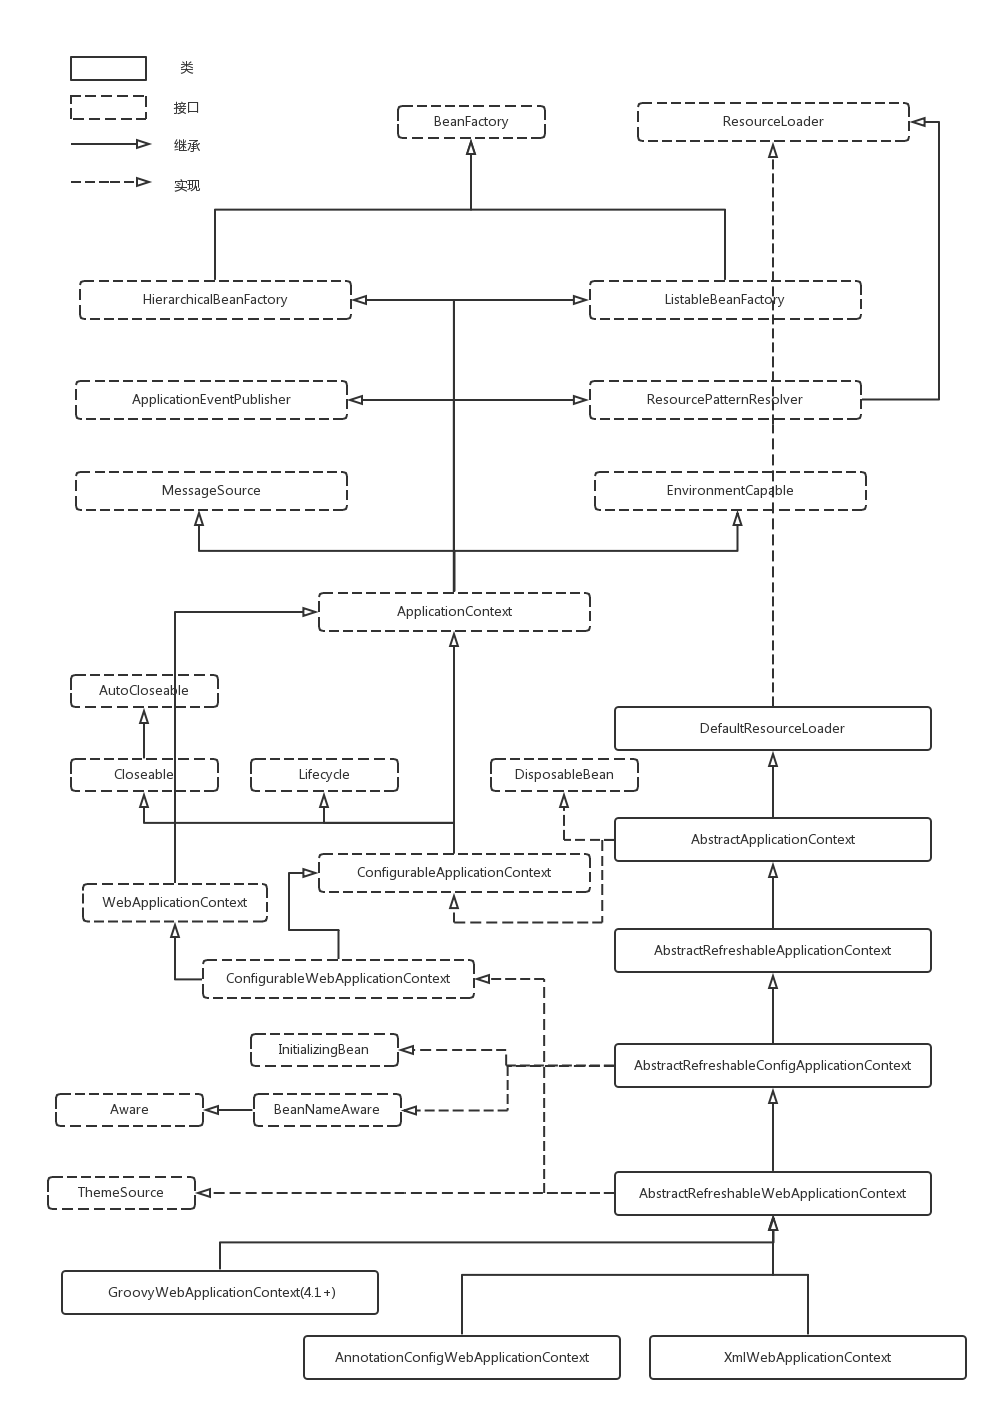 类
接口
继承
实现
BeanFactory
ResourceLoader
HierarchicalBeanFactory
ListableBeanFactory
ApplicationEventPublisher
ResourcePatternResolver
MessageSource
EnvironmentCapable
ApplicationContext
AutoCloseable
DefaultResourceLoader
Closeable
Lifecycle
DisposableBean
AbstractApplicationContext
ConfigurableApplicationContext
WebApplicationContext
AbstractRefreshableApplicationContext
ConfigurableWebApplicationContext
InitializingBean
AbstractRefreshableConfigApplicationContext
Aware
BeanNameAware
ThemeSource
AbstractRefreshableWebApplicationContext
GroovyWebApplicationContext(4.1+)
AnnotationConfigWebApplicationContext
XmlWebApplicationContext